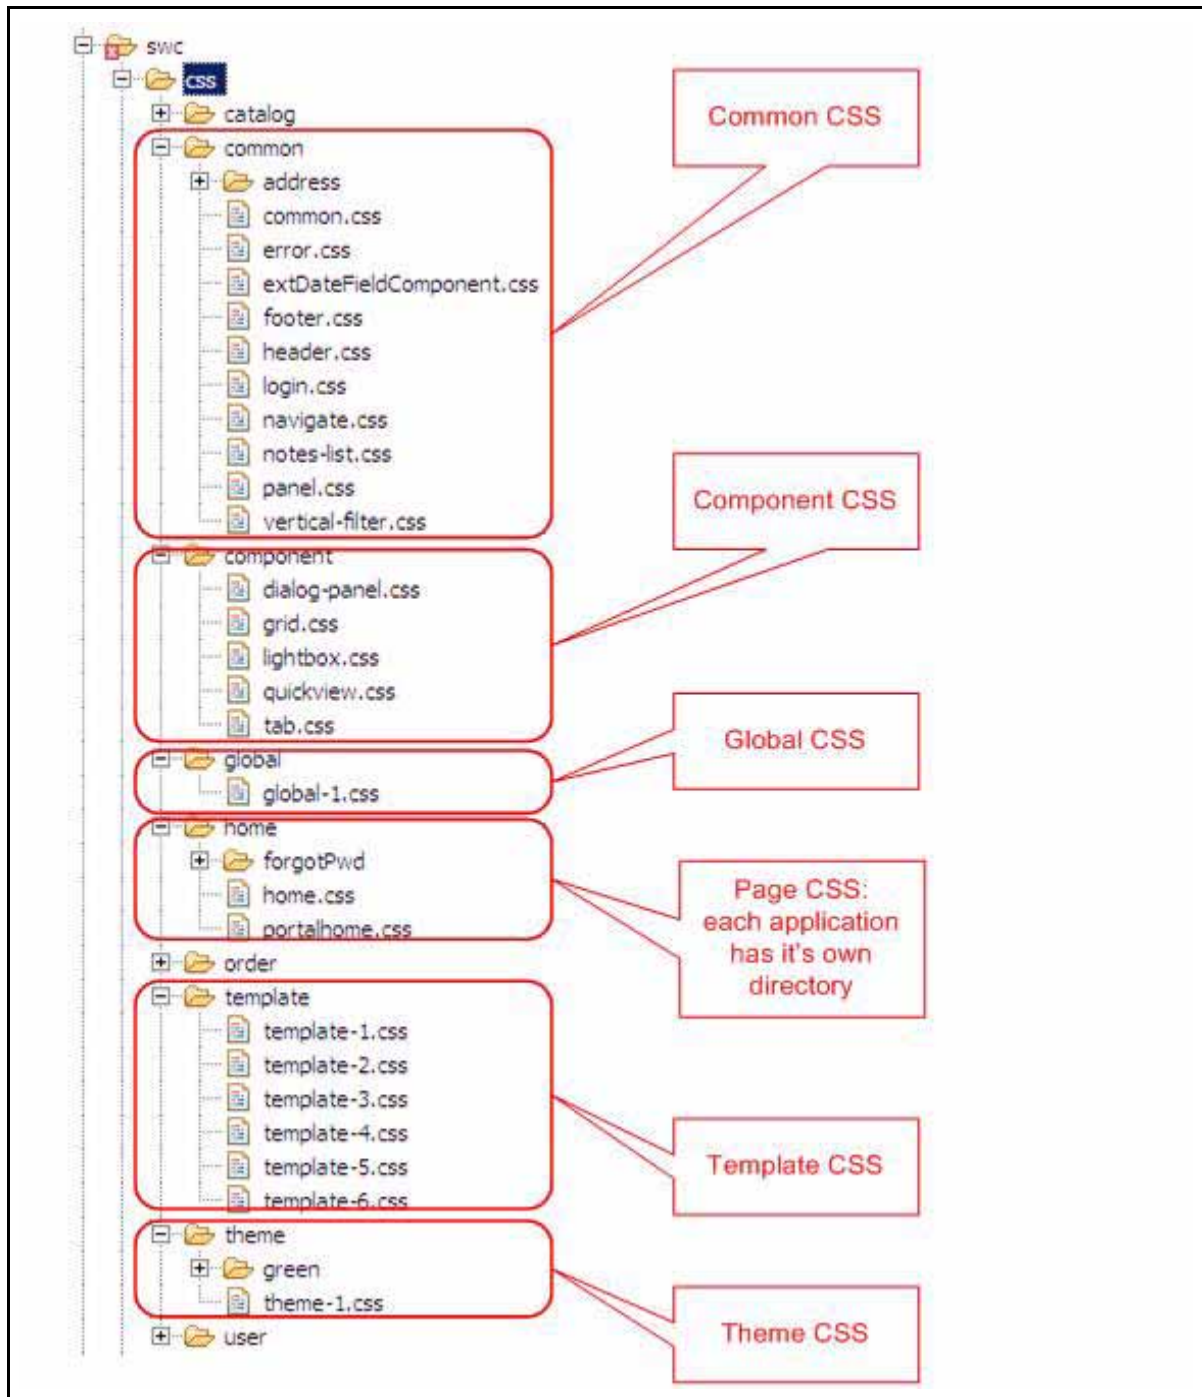 swc
css
catalog
common
address
common.css
error.css
extDateFieldComponent.css
footer.css
header.css
login.css
navigate.css
notes-list.css
panel.css
vertical-filter.css
component
dialog-panel.css
grid.css
lightbox.css
quickview.css
tab.css
global
global-1.css
home
forgotPwd
home.css
portalhome.css
order
template
template-1.css
template-2.css
template-3.css
template-4.css
template-5.css
template-6.css
theme
green
theme-1.css
user
Common CSS
Component CSS
Global CSS
Page CSS:
each application
has it's own
directory
Template CSS
Theme CSS